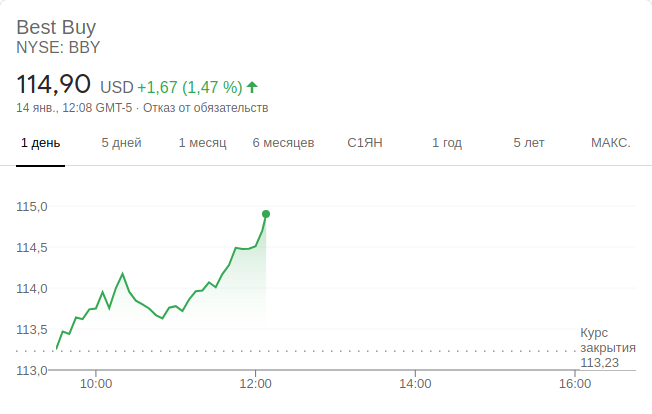 Best Buy
NYSE: BBY
114,90 USD +1,67 (1,47 %)
14 янв., 12:08 GMT-5 · Отказ от обязательств
1 день 5 дней 1 месяц 6 месяцев С1ЯН 1 год 5 лет МАКС.
115,0
114,5
114,0
113,5
Курс
закрытия
113,23
113,0
10:00 12:00 14:00 16:00